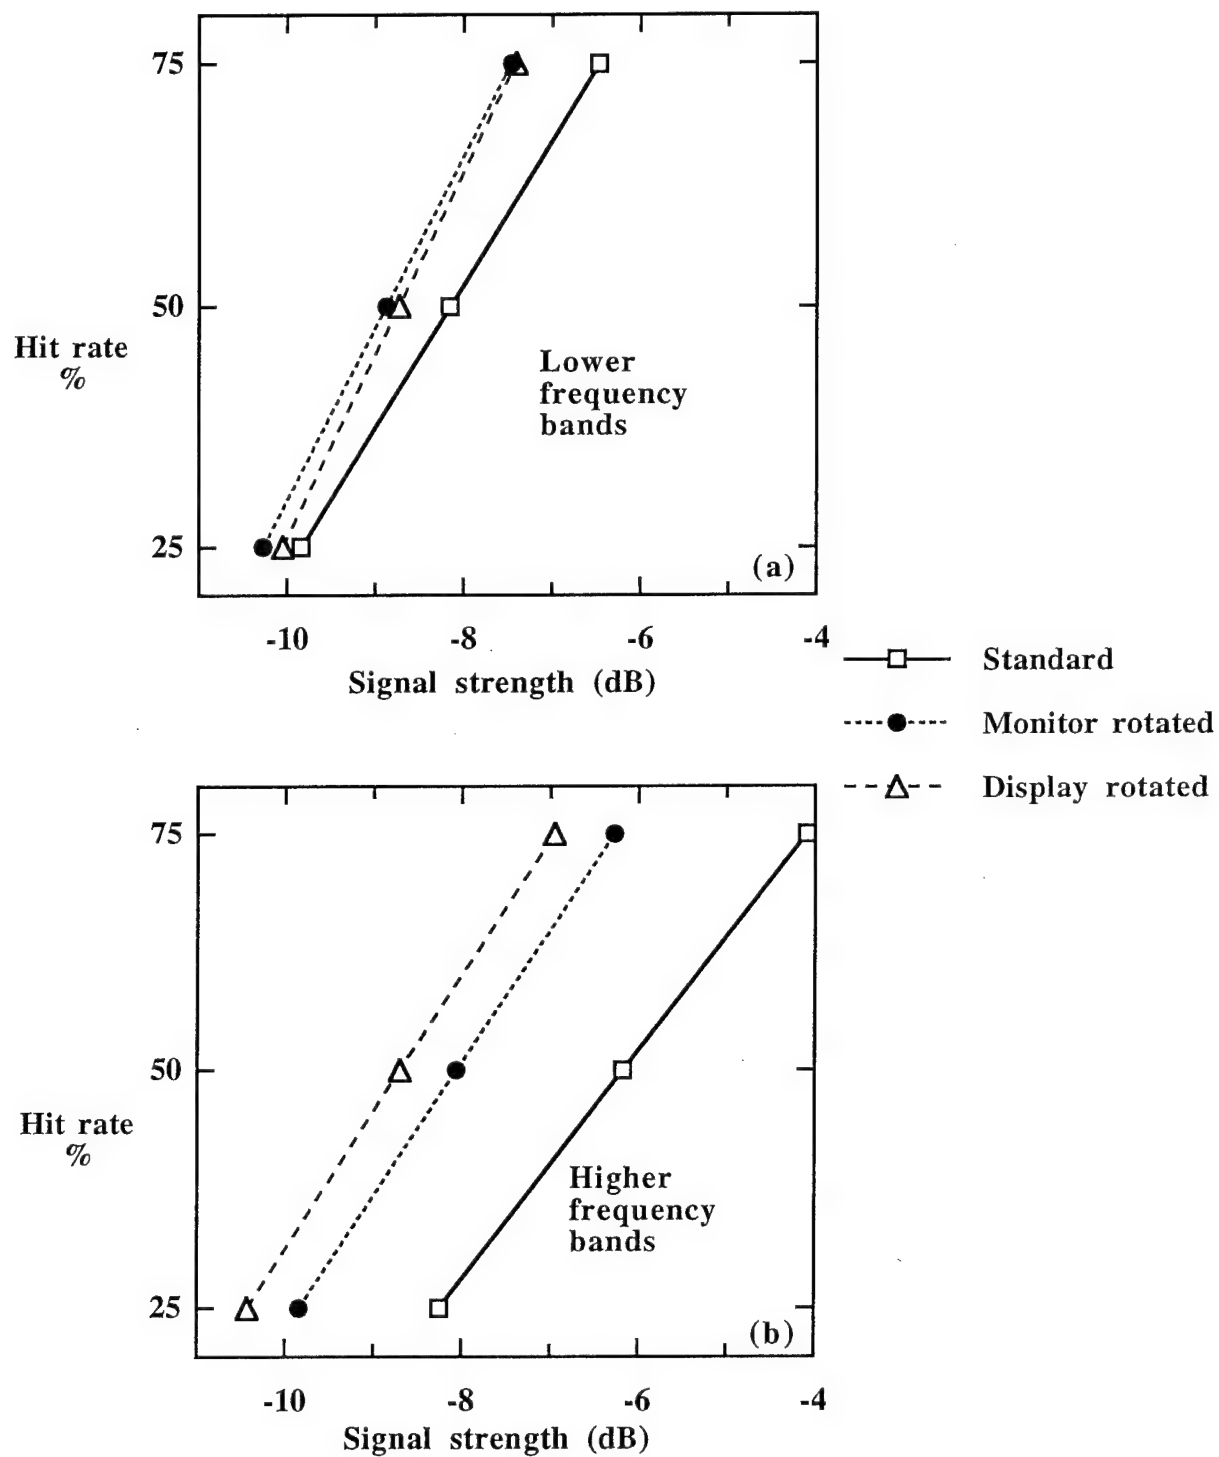 75
50
25
Hit rate
%
Lower
frequency
bands
(a)
-10 -8 -6 -4
Signal strength (dB)
Standard
Monitor rotated
Display rotated
75
50
25
Hit rate
%
Higher
frequency
bands
(b)
-10 -8 -6 -4
Signal strength (dB)